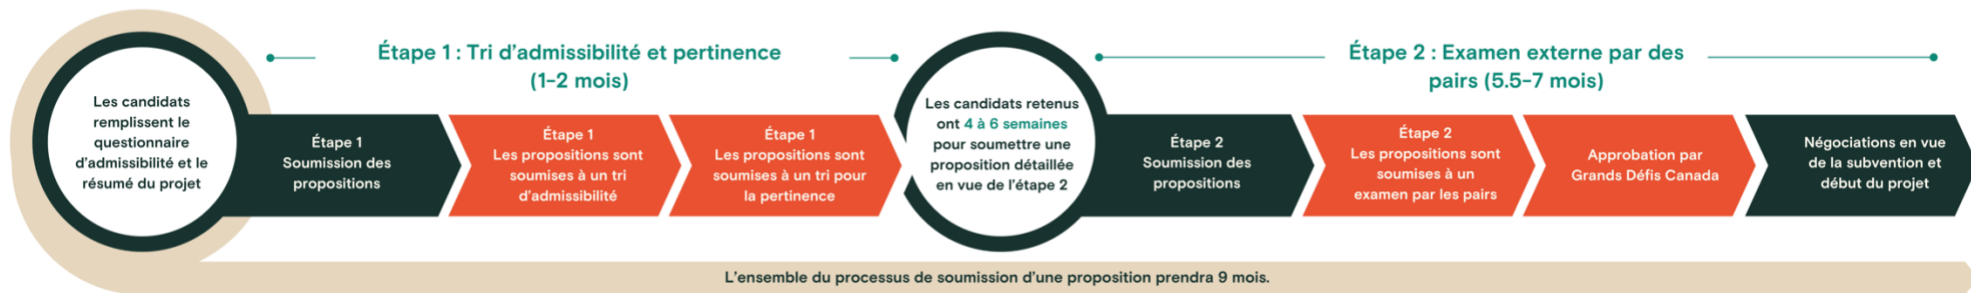 Les candidats
remplissent le
questionnaire
d'admissibilité et le
résumé du projet
Étape 1 : Tri d'admissibilité et pertinence
(1-2 mois)
Étape 1
Soumission des
propositions
Étape 1
Les propositions sont
soumises à un tri
d'admissibilité
Étape 1
Les propositions sont
soumises à un tri pour
la pertinence
Les candidats retenus
ont 4 à 6 semaines
pour soumettre une
proposition détaillée
en vue de l'étape 2
Étape 2 : Examen externe par des
pairs (5.5-7 mois)
Étape 2
Soumission des
propositions
Étape 2
Les propositions sont
soumises à un
examen par les pairs
Approbation par
Grands Défis Canada
Négociations en vue
de la subvention et
début du projet
L'ensemble du processus de soumission d'une proposition prendra 9 mois.